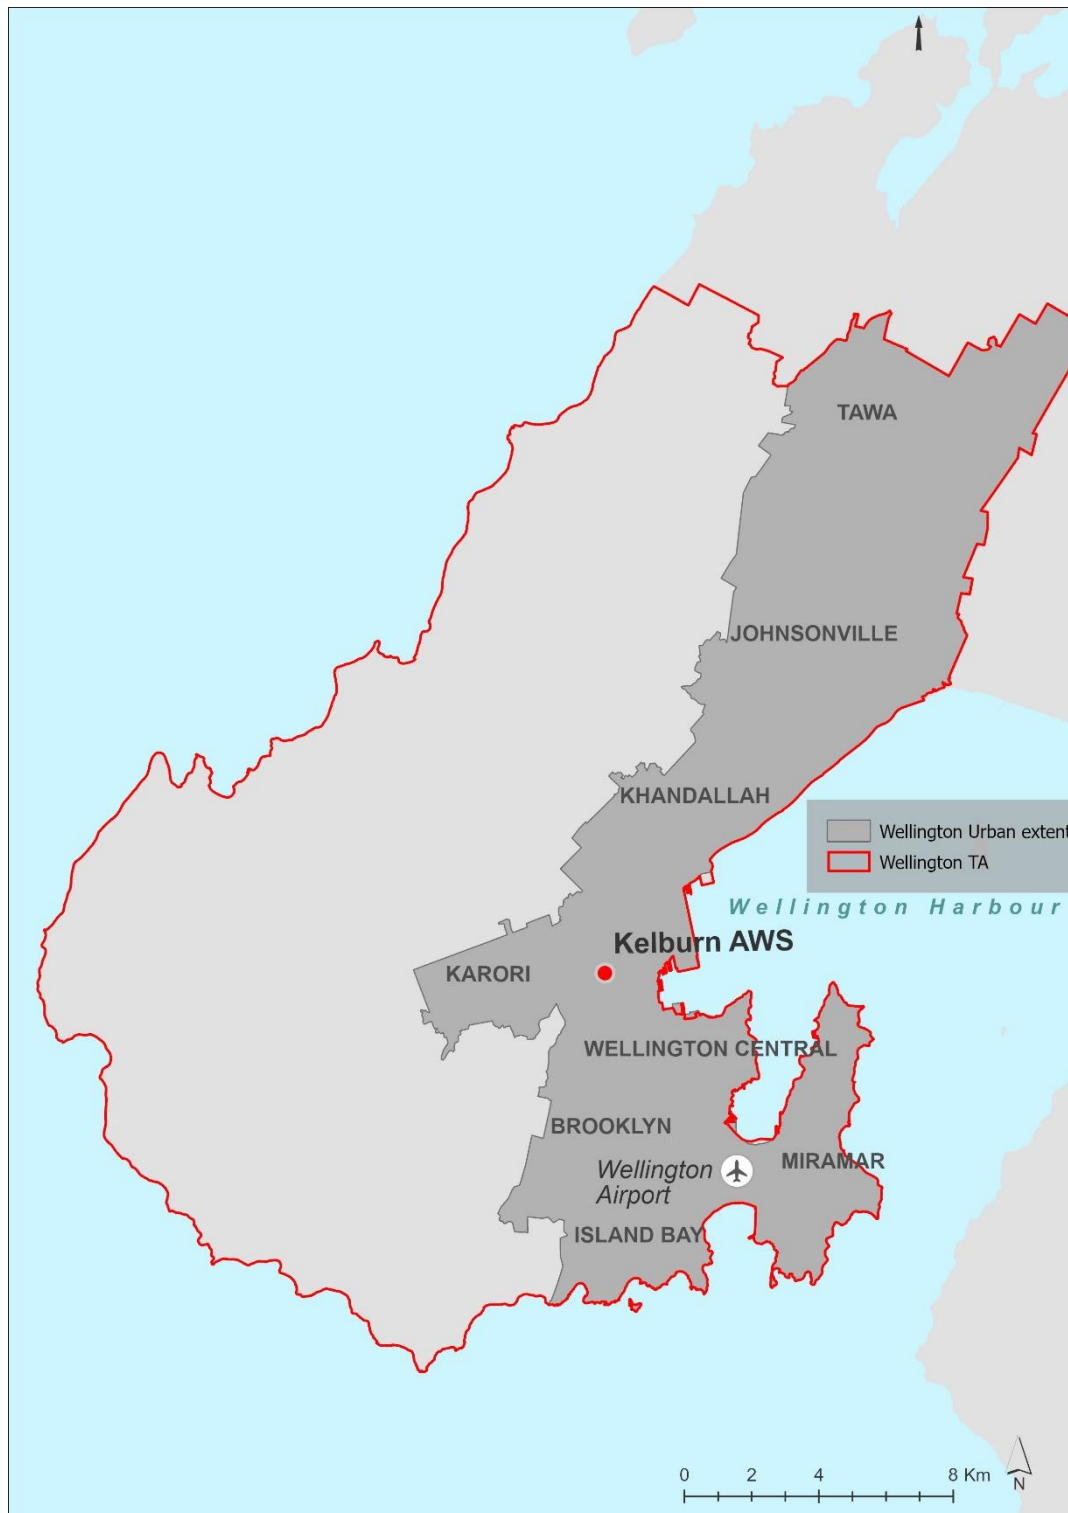 TAWA
JOHNSONVILLE
KHANDALLAH
Wellington Urban extent
Wellington TA
Wellington Harbour
Kelburn AWS
KARORI
WELLINGTON CENTRAL
BROOKLYN
MIRAMAR
Wellington
Airport
ISLAND BAY
0 2 4 8 Km
N